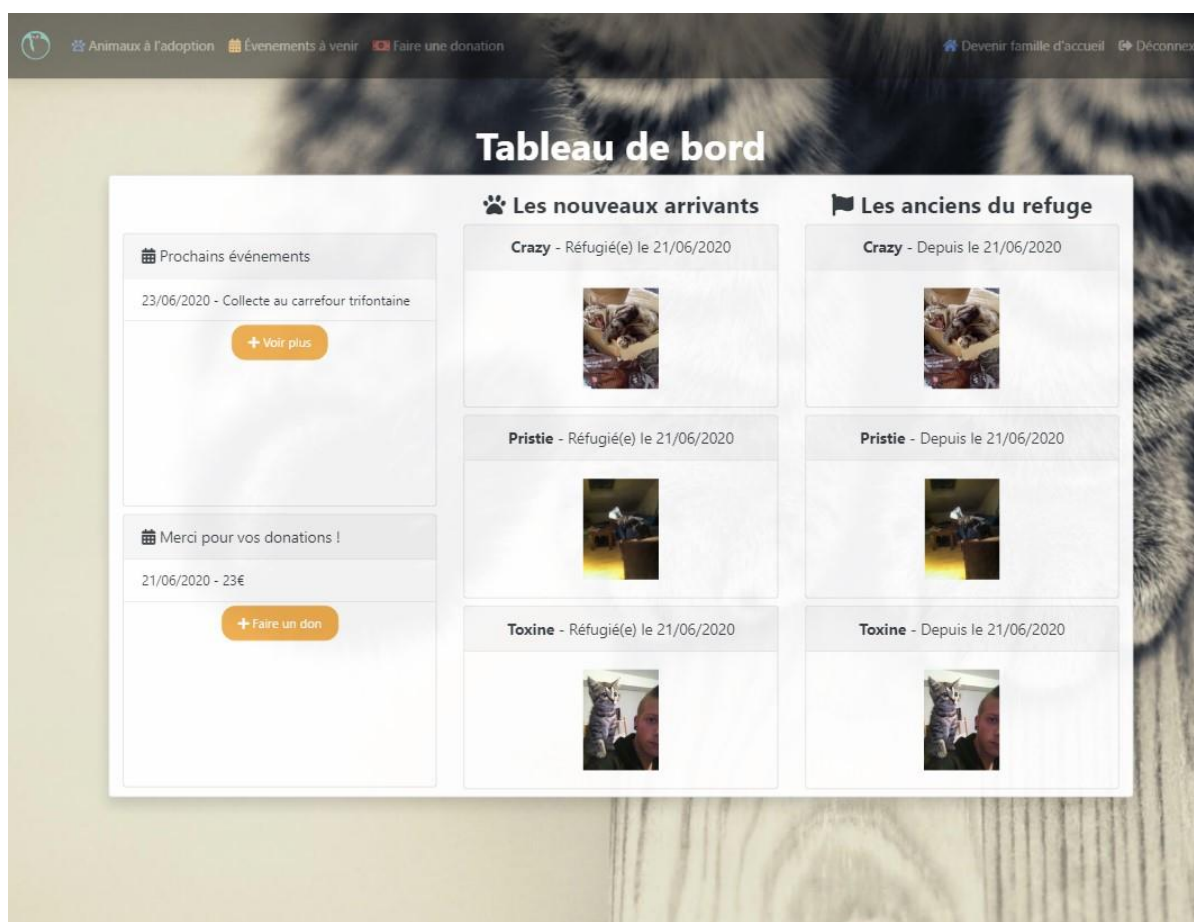 Animaux à l'adoption Évenements à venir Faire une donation Devenir famille d'accueil Déconnex
Tableau de bord
Prochains événements
23/06/2020 - Collecte au carrefour trifontaine
+ Voir plus
Merci pour vos donations !
21/06/2020 - 23€
+ Faire un don
Les nouveaux arrivants
Crazy - Réfugié(e) le 21/06/2020
Pristie - Réfugié(e) le 21/06/2020
Toxine - Réfugié(e) le 21/06/2020
Les anciens du refuge
Crazy - Depuis le 21/06/2020
Pristie - Depuis le 21/06/2020
Toxine - Depuis le 21/06/2020